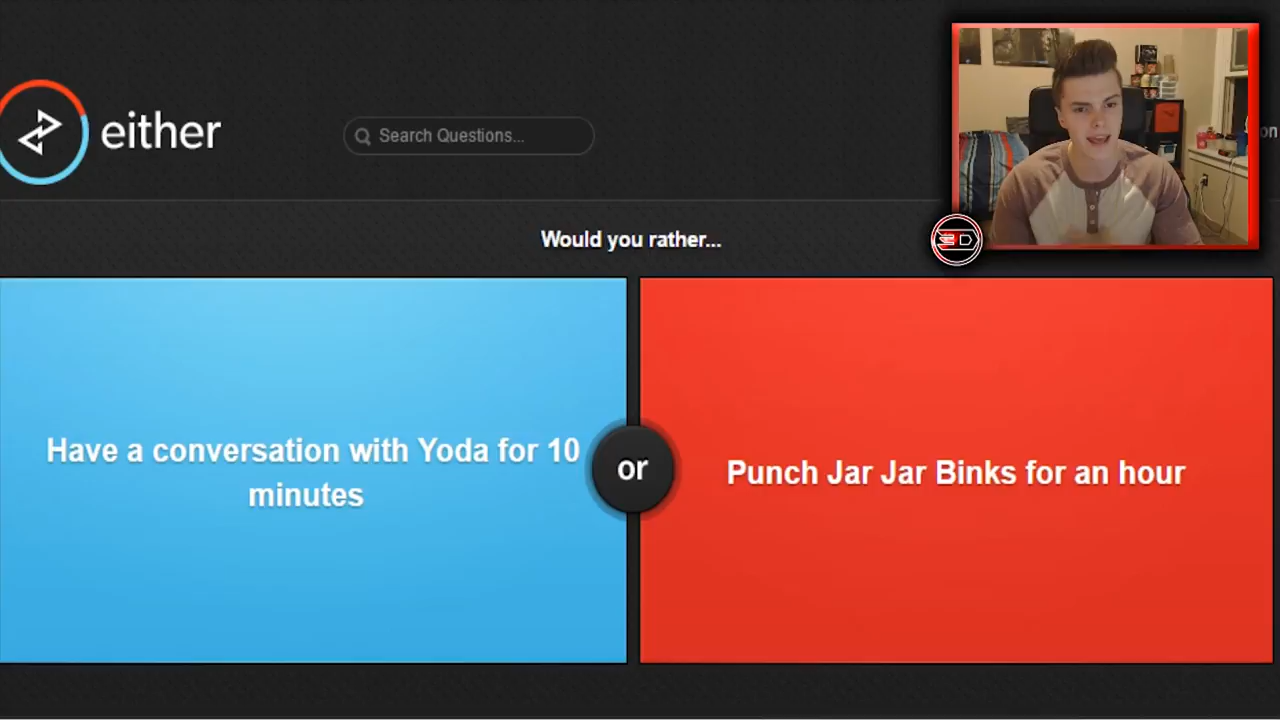 either
Search Questions...
on
Would you rather...
Have a conversation with Yoda for 10
minutes
or
Punch Jar Jar Binks for an hour